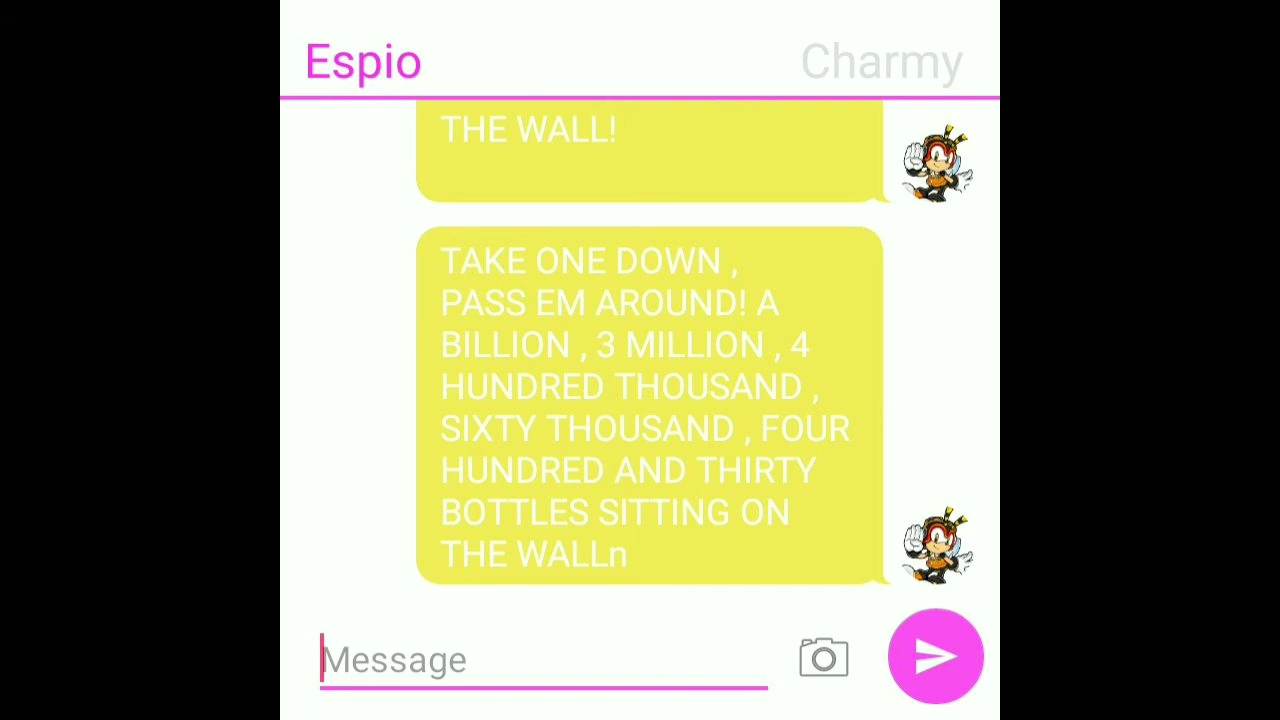 Espio Charmy
THE WALL!
TAKE ONE DOWN ,
PASS EM AROUND! A
BILLION , 3 MILLION , 4
HUNDRED THOUSAND ,
SIXTY THOUSAND , FOUR
HUNDRED AND THIRTY
BOTTLES SITTING ON
THE WALLn
Message